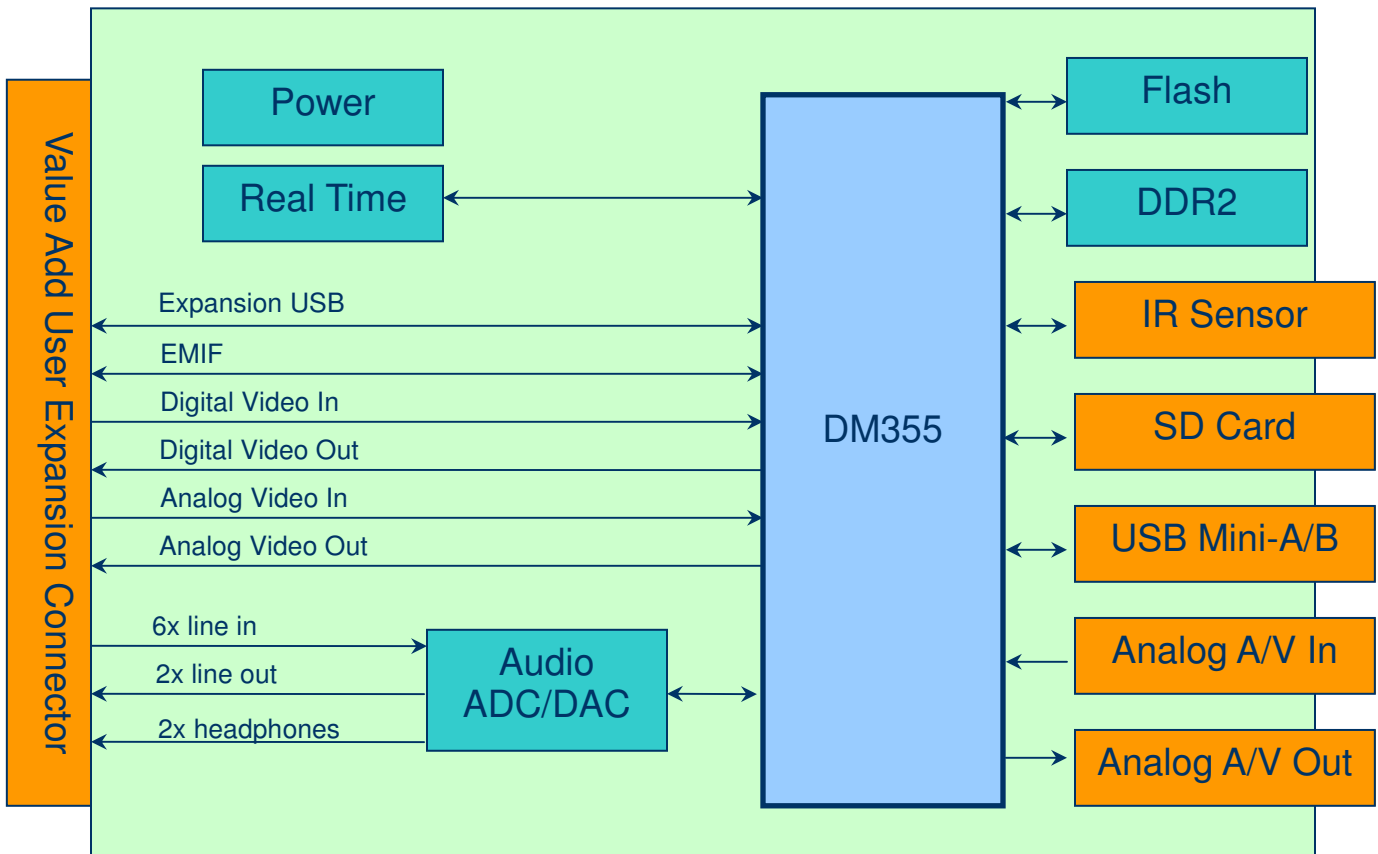 Value Add User Expansion Connector
Power
Real Time
Expansion USB
EMIF
Digital Video In
Digital Video Out
Analog Video In
Analog Video Out
6x line in
2x line out
2x headphones
Audio
ADC/DAC
DM355
Flash
DDR2
IR Sensor
SD Card
USB Mini-A/B
Analog A/V In
Analog A/V Out